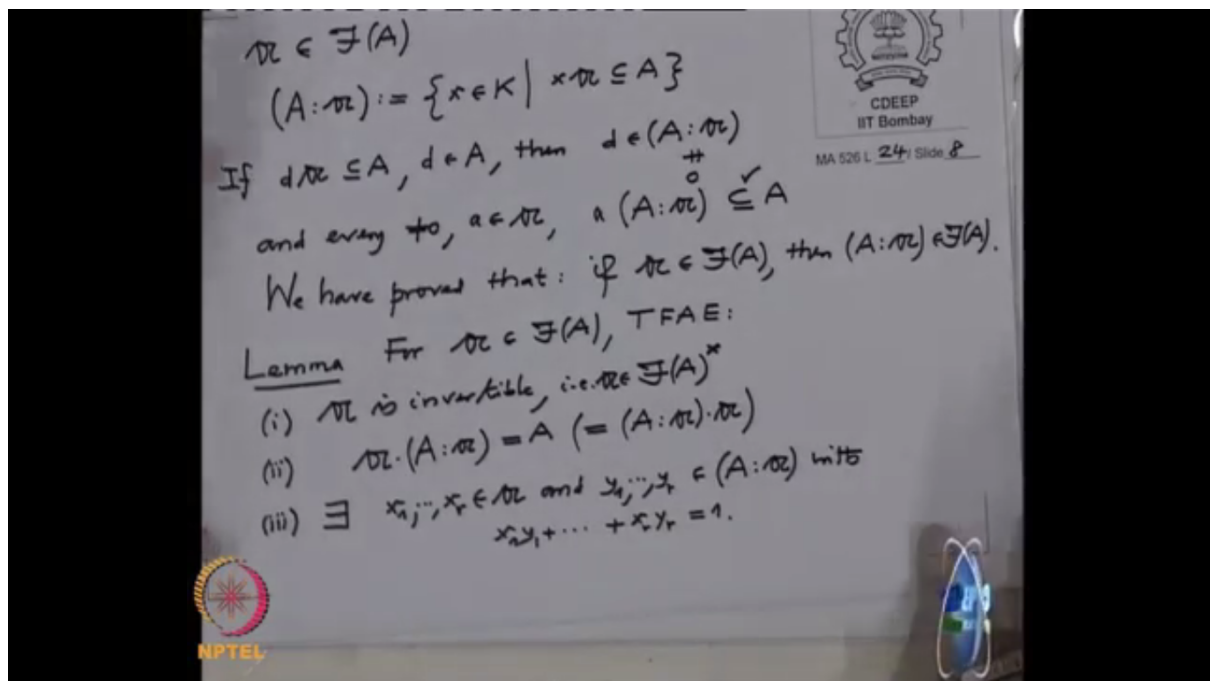 𝔞 ∈ 𝓕(A)
(A:𝔞) := {x ∈ K | x𝔞 ⊆ A}
If d𝔞 ⊆ A, d ∈ A, then d ∈ (A:𝔞)
≠
0
and every ≠0, a ∈ 𝔞, a (A:𝔞) ⊆ A
We have proved that: if 𝔞 ∈ 𝓕(A), then (A:𝔞) ∈ 𝓕(A).
Lemma For 𝔞 ∈ 𝓕(A), TFAE:
(i) 𝔞 is invertible, i.e. 𝔞 ∈ 𝓕(A)*
(ii) 𝔞·(A:𝔞) = A (= (A:𝔞)·𝔞)
(iii) ∃ x₁,…,xᵣ ∈ 𝔞 and y₁,…,yᵣ ∈ (A:𝔞) with
x₁y₁+⋯+xᵣyᵣ = 1.
CDEEP
IIT Bombay
MA 526 L 24 / Slide 8
NPTEL